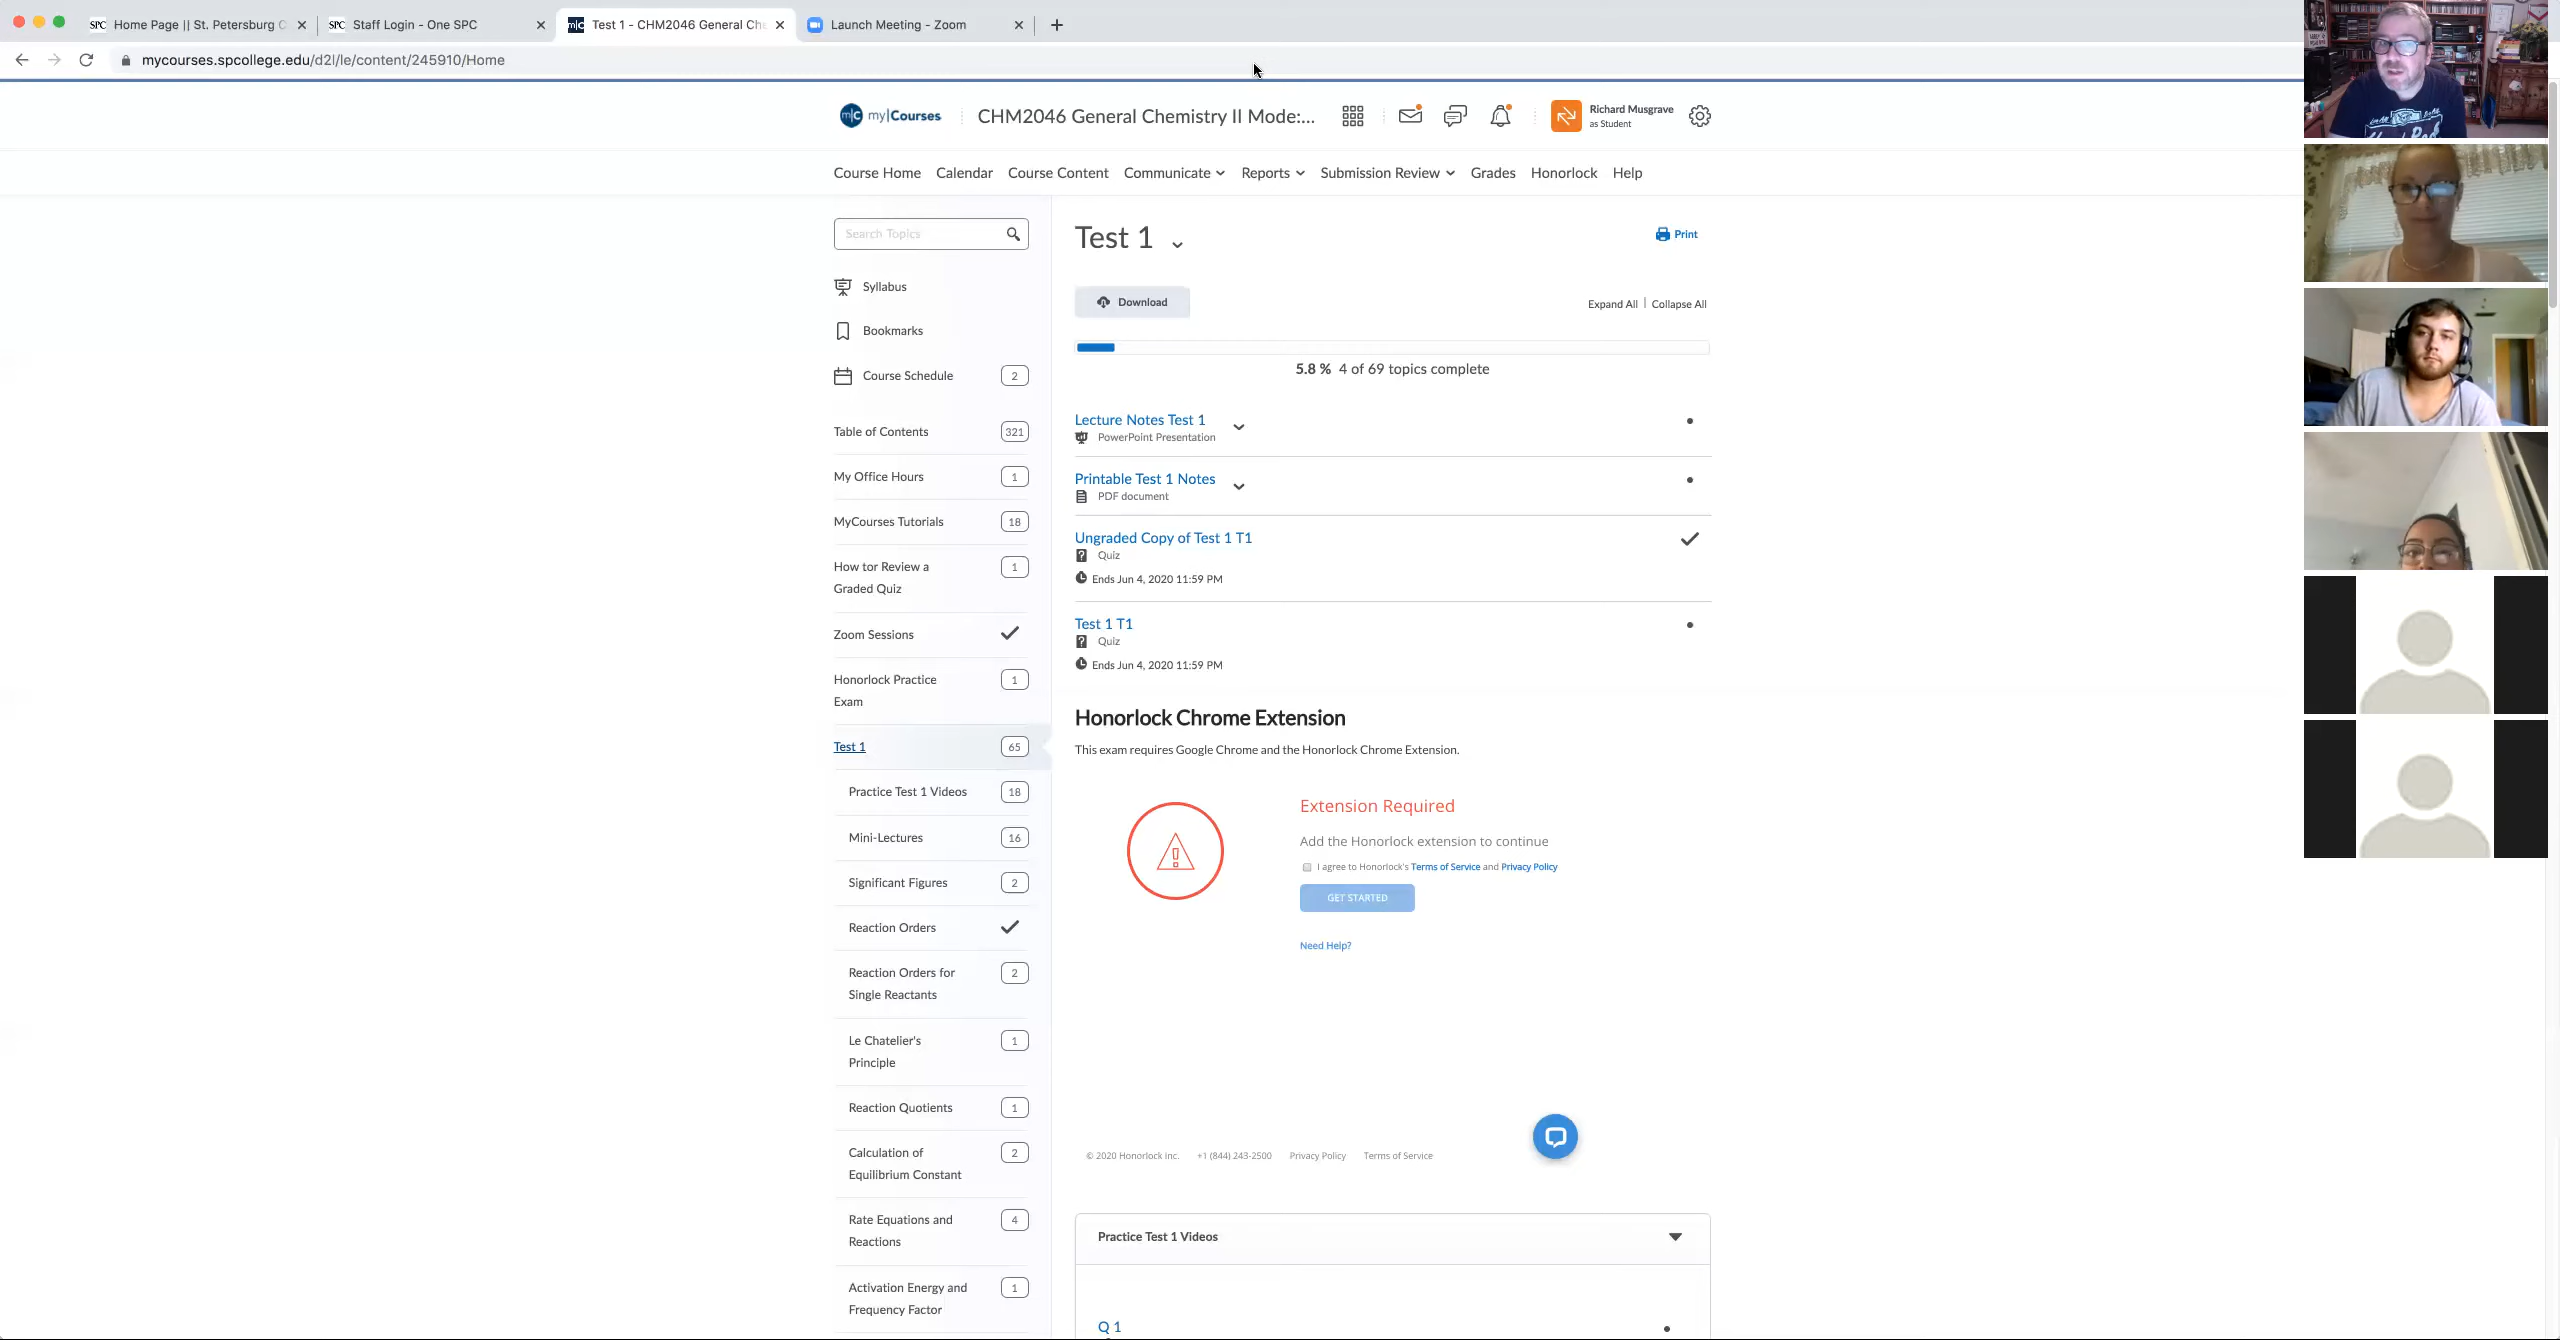 SPC Home Page || St. Petersburg C
SPC Staff Login - One SPC
m|c Test 1 - CHM2046 General Che
Launch Meeting - Zoom
mycourses.spcollege.edu/d2l/le/content/245910/Home
m|c my|Courses
CHM2046 General Chemistry II Mode:...
Richard Musgrave
as Student
Course Home
Calendar
Course Content
Communicate
Reports
Submission Review
Grades
Honorlock
Help
Search Topics
Syllabus
Bookmarks
Course Schedule 2
Table of Contents 321
My Office Hours 1
MyCourses Tutorials 18
How tor Review a 1
Graded Quiz
Zoom Sessions
Honorlock Practice 1
Exam
Test 1 65
Practice Test 1 Videos 18
Mini-Lectures 16
Significant Figures 2
Reaction Orders
Reaction Orders for 2
Single Reactants
Le Chatelier's 1
Principle
Reaction Quotients 1
Calculation of 2
Equilibrium Constant
Rate Equations and 4
Reactions
Activation Energy and 1
Frequency Factor
Test 1
Print
Download
Expand All | Collapse All
5.8 % 4 of 69 topics complete
Lecture Notes Test 1
PowerPoint Presentation
Printable Test 1 Notes
PDF document
Ungraded Copy of Test 1 T1
Quiz
Ends Jun 4, 2020 11:59 PM
Test 1 T1
Quiz
Ends Jun 4, 2020 11:59 PM
Honorlock Chrome Extension
This exam requires Google Chrome and the Honorlock Chrome Extension.
Extension Required
Add the Honorlock extension to continue
I agree to Honorlock's Terms of Service and Privacy Policy
GET STARTED
Need Help?
© 2020 Honorlock inc. +1 (844) 243-2500 Privacy Policy Terms of Service
Practice Test 1 Videos
Q 1